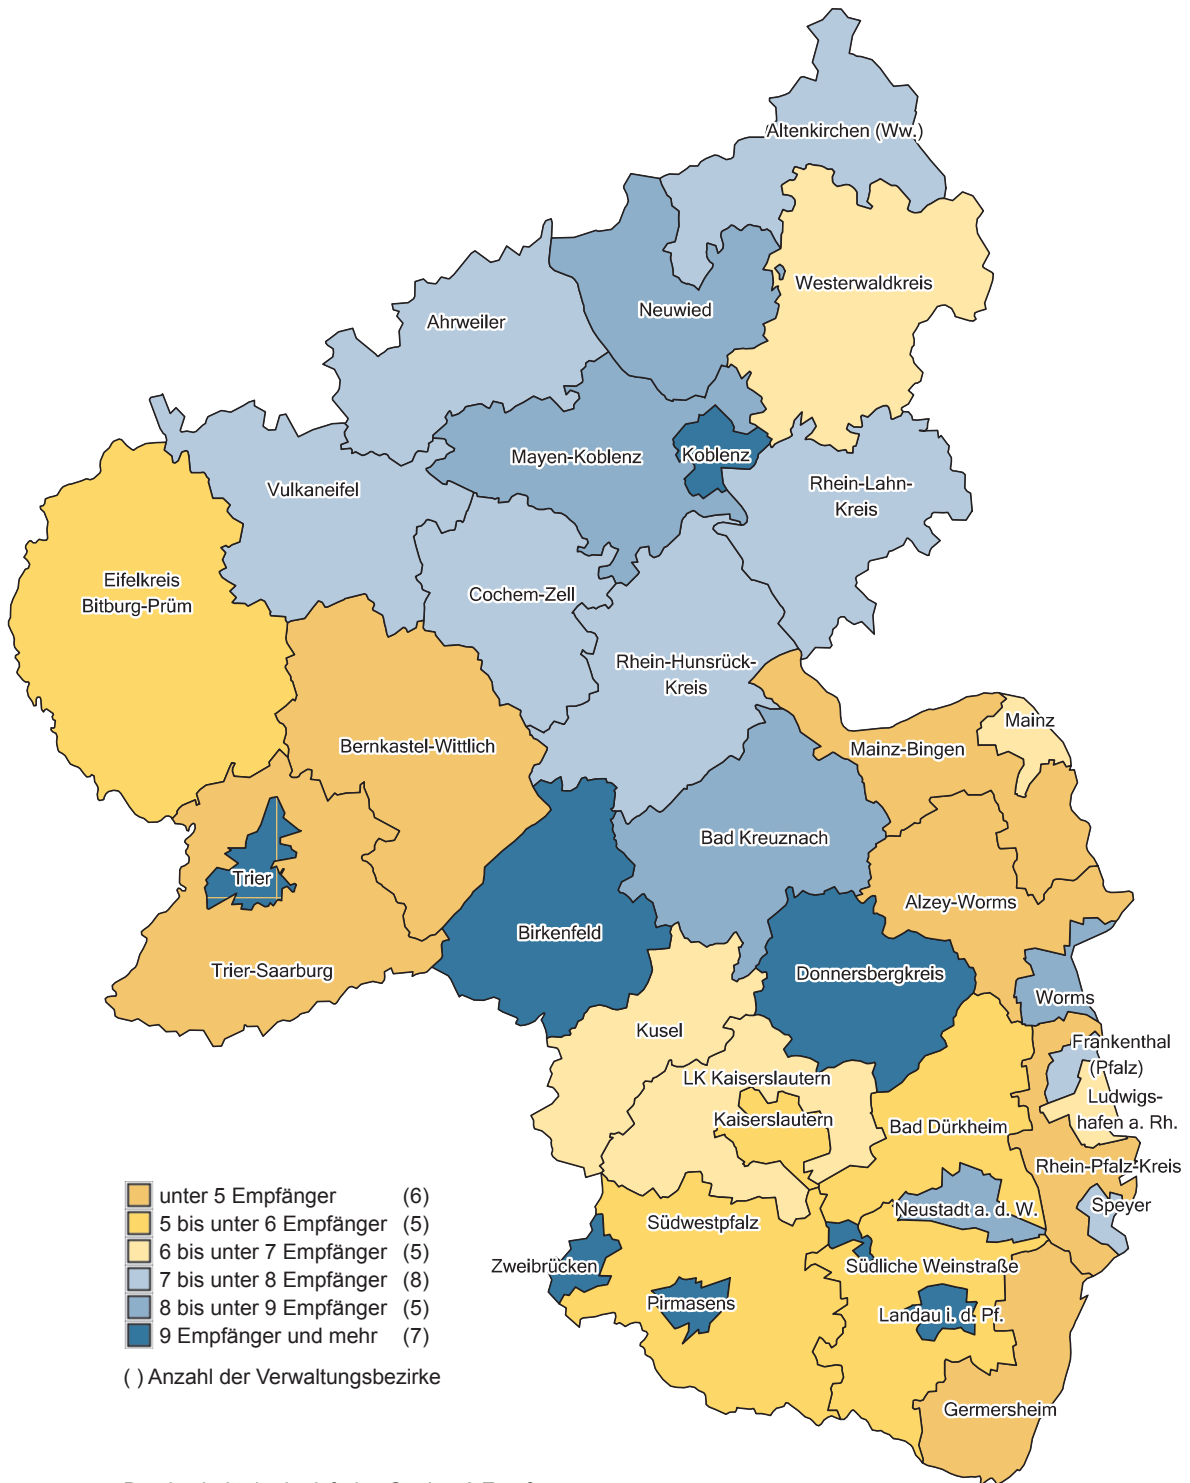 Altenkirchen (Ww.)
Westerwaldkreis
Neuwied
Ahrweiler
Mayen-Koblenz
Koblenz
Rhein-Lahn-
Kreis
Vulkaneifel
Eifelkreis
Bitburg-Prüm
Cochem-Zell
Rhein-Hunsrück-
Kreis
Mainz
Bernkastel-Wittlich
Mainz-Bingen
Bad Kreuznach
Trier
Alzey-Worms
Birkenfeld
Trier-Saarburg
Donnersbergkreis
Worms
Kusel
Frankenthal
(Pfalz)
LK Kaiserslautern
Ludwigs-
hafen a. Rh.
Kaiserslautern
Bad Dürkheim
Rhein-Pfalz-Kreis
Speyer
Neustadt a. d. W.
Südwestpfalz
Zweibrücken
Südliche Weinstraße
Pirmasens
Landau i. d. Pf.
Germersheim
unter 5 Empfänger (6)
5 bis unter 6 Empfänger (5)
6 bis unter 7 Empfänger (5)
7 bis unter 8 Empfänger (8)
8 bis unter 9 Empfänger (5)
9 Empfänger und mehr (7)
( ) Anzahl der Verwaltungsbezirke